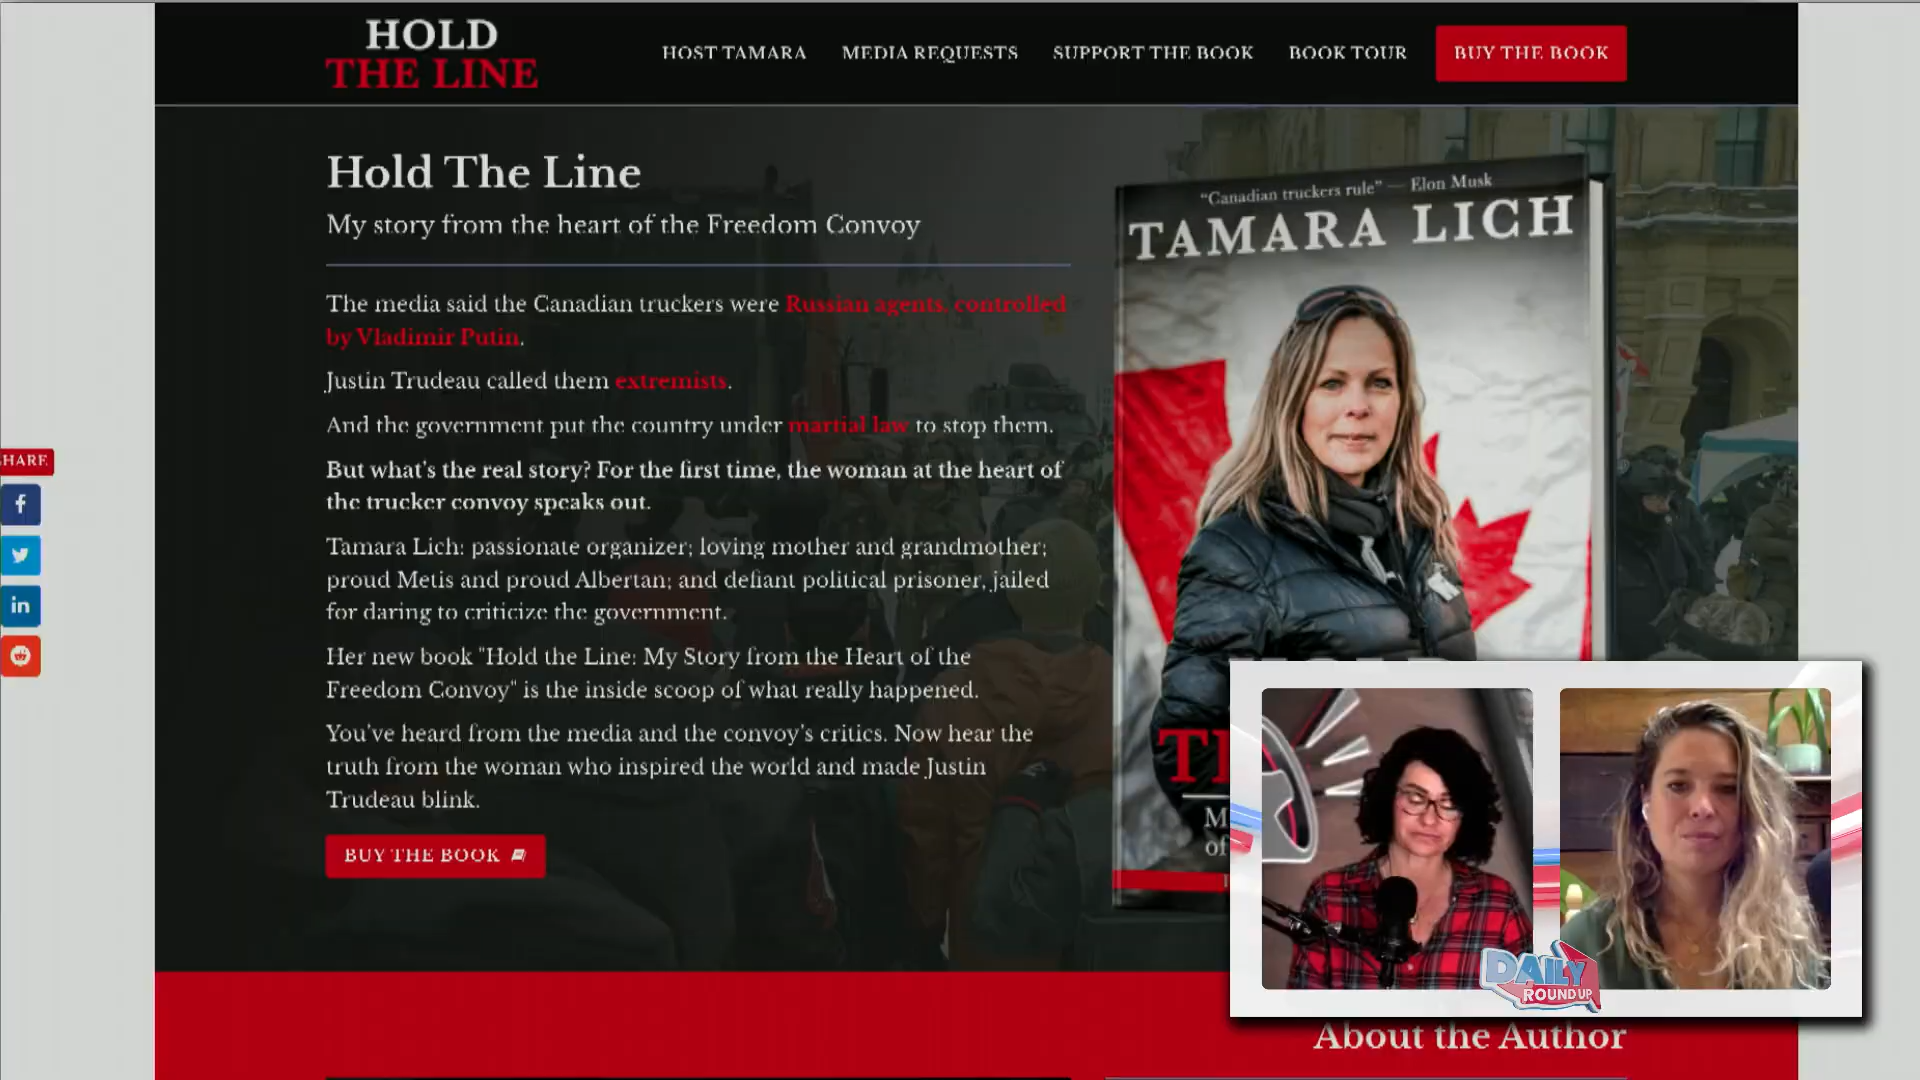 HOLD
THE LINE
HOST TAMARA
MEDIA REQUESTS
SUPPORT THE BOOK
BOOK TOUR
BUY THE BOOK
Hold The Line
My story from the heart of the Freedom Convoy
The media said the Canadian truckers were Russian agents, controlled
by Vladimir Putin.
Justin Trudeau called them extremists.
And the government put the country under martial law to stop them.
But what's the real story? For the first time, the woman at the heart of
the trucker convoy speaks out.
Tamara Lich: passionate organizer; loving mother and grandmother;
proud Metis and proud Albertan; and defiant political prisoner, jailed
for daring to criticize the government.
Her new book "Hold the Line: My Story from the Heart of the
Freedom Convoy" is the inside scoop of what really happened.
You've heard from the media and the convoy's critics. Now hear the
truth from the woman who inspired the world and made Justin
Trudeau blink.
BUY THE BOOK
HARE
f
in
"Canadian truckers rule" — Elon Musk
TAMARA LICH
M
of
DAILY
ROUNDUP
About the Author